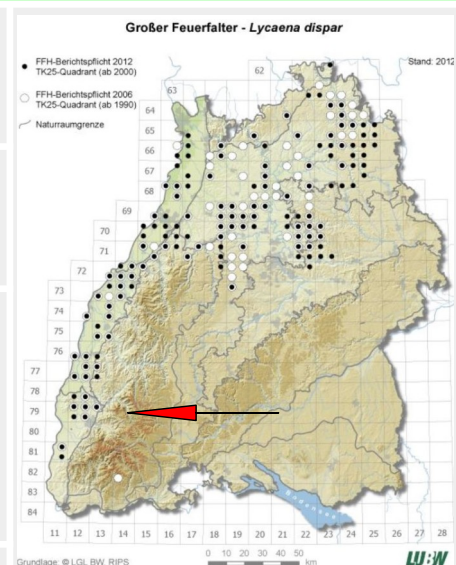 Großer Feuerfalter - Lycaena dispar
FFH-Berichtspflicht 2012
TK25-Quadrant (ab 2000)
FFH-Berichtspflicht 2006
TK25-Quadrant (ab 1990)
Naturraumgrenze
Stand: 2012
62
63
64
65
66
67
68
69
70
71
72
73
74
75
76
77
78
79
80
81
82
83
84
11 12 13 14 15 16 17 18 19 20 21 22 23 24 25 26 27 28
Grundlage: © LGL BW, RIPS
0 10 20 30 40 50
km
LU:BW